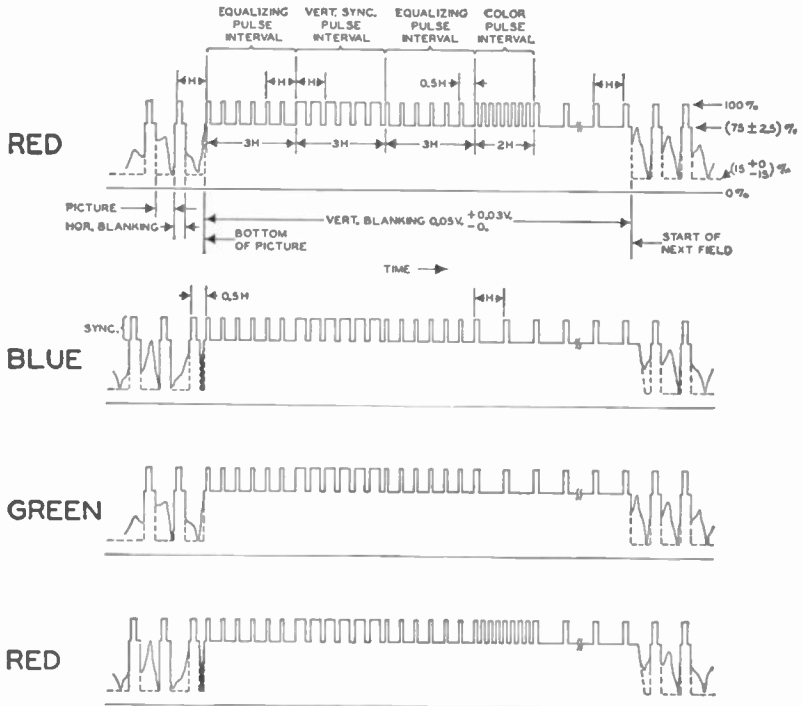 EQUALIZING PULSE INTERVAL
VERT. SYNC. PULSE INTERVAL
EQUALIZING PULSE INTERVAL
COLOR PULSE INTERVAL
H
H
H
0.5H
H
100%
(75 ± 2.5) %
RED
3H
3H
3H
2H
(15 +0 -15) %
0%
PICTURE
HOR. BLANKING
VERT. BLANKING 0.05V. +0.03V. -0.
BOTTOM OF PICTURE
START OF NEXT FIELD
TIME
0.5H
H
SYNC.
BLUE
GREEN
RED